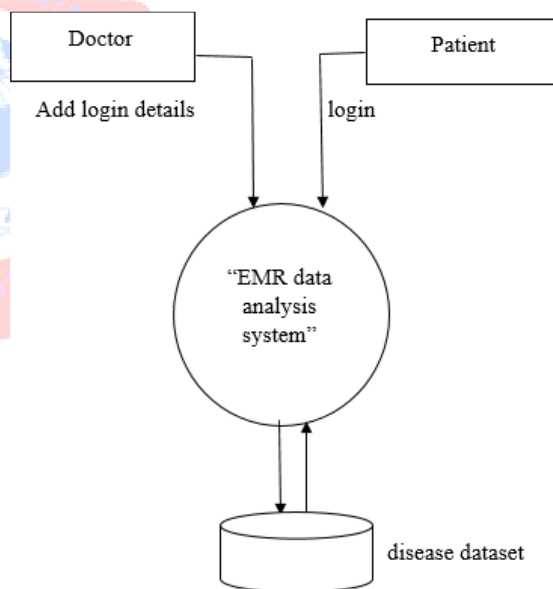 Doctor
Patient
Add login details
login
“EMR data
analysis
system”
disease dataset